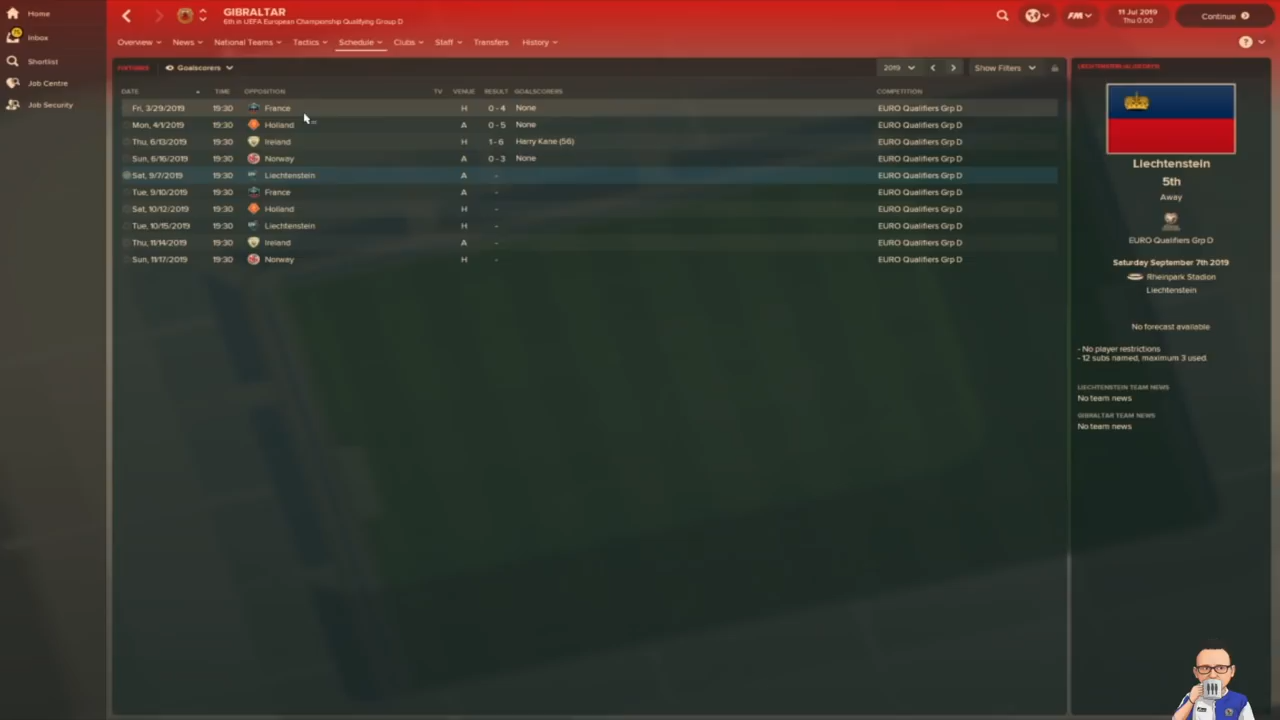 Home
Inbox
Shortlist
Job Centre
Job Security
GIBRALTAR
6th in UEFA European Championship Qualifying Group D
11 Jul 2019
Thu 0:00
Continue
Overview News National Teams Tactics Schedule Clubs Staff Transfers History
FIXTURES Goalscorers 2019 Show Filters
DATE TIME OPPOSITION TV VENUE RESULT GOALSCORERS COMPETITION
Fri, 3/29/2019 19:30 France H 0-4 None EURO Qualifiers Grp D
Mon, 4/1/2019 19:30 Holland A 0-5 None EURO Qualifiers Grp D
Thu, 6/13/2019 19:30 Ireland H 1-6 Harry Kane (56) EURO Qualifiers Grp D
Sun, 6/16/2019 19:30 Norway A 0-3 None EURO Qualifiers Grp D
Sat, 9/7/2019 19:30 Liechtenstein A - EURO Qualifiers Grp D
Tue, 9/10/2019 19:30 France A - EURO Qualifiers Grp D
Sat, 10/12/2019 19:30 Holland H - EURO Qualifiers Grp D
Tue, 10/15/2019 19:30 Liechtenstein H - EURO Qualifiers Grp D
Thu, 11/14/2019 19:30 Ireland A - EURO Qualifiers Grp D
Sun, 11/17/2019 19:30 Norway H - EURO Qualifiers Grp D
Liechtenstein
5th
Away
EURO Qualifiers Grp D
Saturday September 7th 2019
Rheinpark Stadion
Liechtenstein
No forecast available
- No player restrictions
- 12 subs named, maximum 3 used.
LIECHTENSTEIN TEAM NEWS
No team news
GIBRALTAR TEAM NEWS
No team news